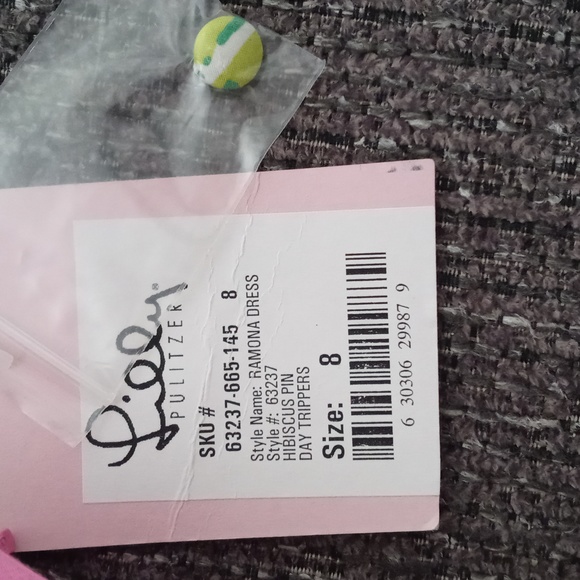 Lilly®
PULITZER
SKU #
63237-665-145 8
Style Name: RAMONA DRESS
Style #: 63237
HIBISCUS PIN
DAY TRIPPERS
Size: 8
6 30306 29987 9